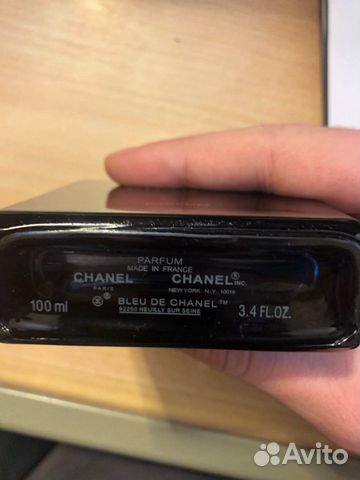 PARFUM
MADE IN FRANCE
CHANEL CHANEL® INC.
PARIS NEW YORK, N.Y. 10019
100 ml ® BLEU DE CHANEL™ 3.4 FL.OZ.
92200 NEUILLY SUR SEINE
Avito